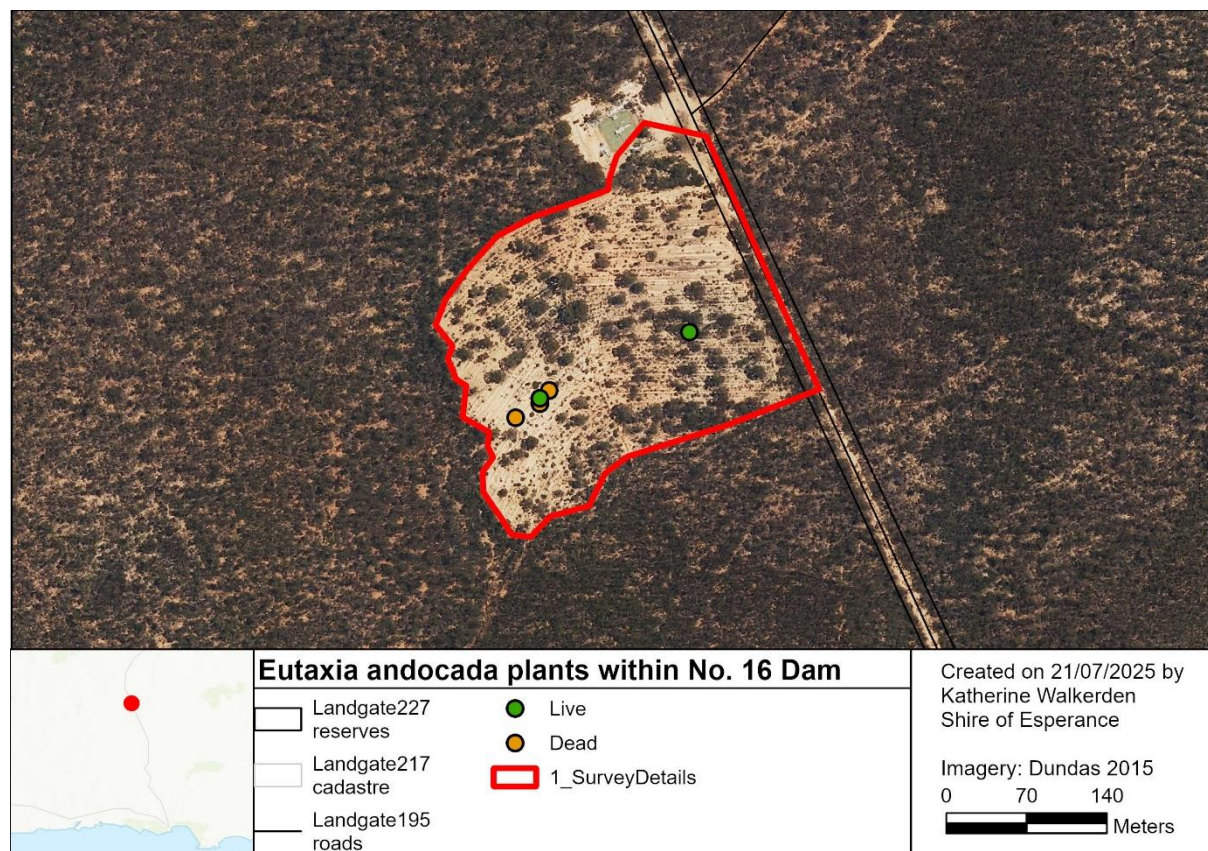 Eutaxia andocada plants within No. 16 Dam
Landgate227
reserves
Landgate217
cadastre
Landgate195
roads
Live
Dead
1_SurveyDetails
Created on 21/07/2025 by
Katherine Walkerden
Shire of Esperance
Imagery: Dundas 2015
0 70 140
Meters